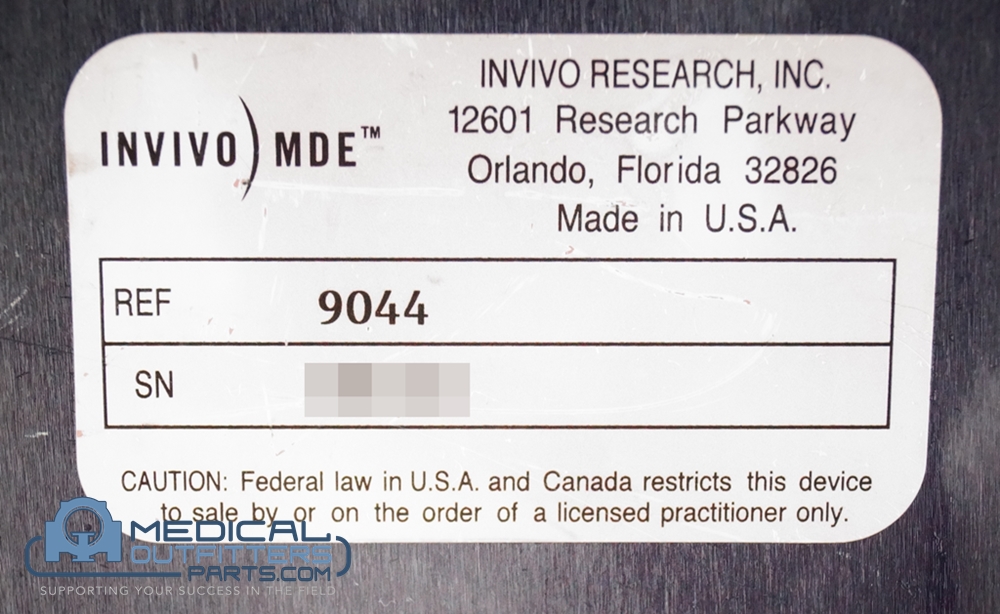 INVIVO) MDE™
INVIVO RESEARCH, INC.
12601 Research Parkway
Orlando, Florida 32826
Made in U.S.A.
REF 9044
SN
CAUTION: Federal law in U.S.A. and Canada restricts this device
to sale by or on the order of a licensed practitioner only.
MEDICAL
OUTFITTERS
PARTS.COM
SUPPORTING YOUR SUCCESS IN THE FIELD